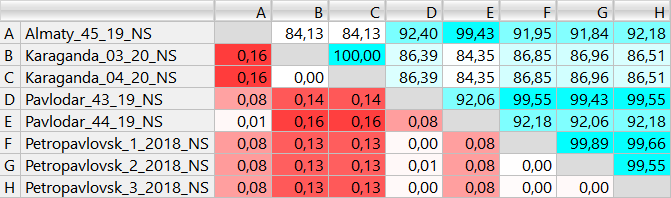 A B C D E F G H
A Almaty_45_19_NS 84,13 84,13 92,40 99,43 91,95 91,84 92,18
B Karaganda_03_20_NS 0,16 100,00 86,39 84,35 86,85 86,96 86,51
C Karaganda_04_20_NS 0,16 0,00 86,39 84,35 86,85 86,96 86,51
D Pavlodar_43_19_NS 0,08 0,14 0,14 92,06 99,55 99,43 99,55
E Pavlodar_44_19_NS 0,01 0,16 0,16 0,08 92,18 92,06 92,18
F Petropavlovsk_1_2018_NS 0,08 0,13 0,13 0,00 0,08 99,89 99,66
G Petropavlovsk_2_2018_NS 0,08 0,13 0,13 0,01 0,08 0,00 99,55
H Petropavlovsk_3_2018_NS 0,08 0,13 0,13 0,00 0,08 0,00 0,00